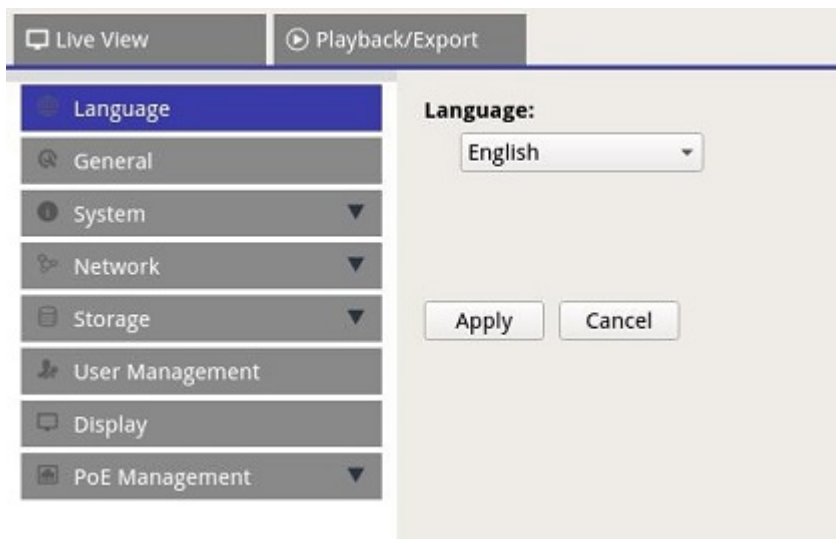 Live View
Playback/Export
Language
General
System
Network
Storage
User Management
Display
PoE Management
Language:
English
Apply
Cancel